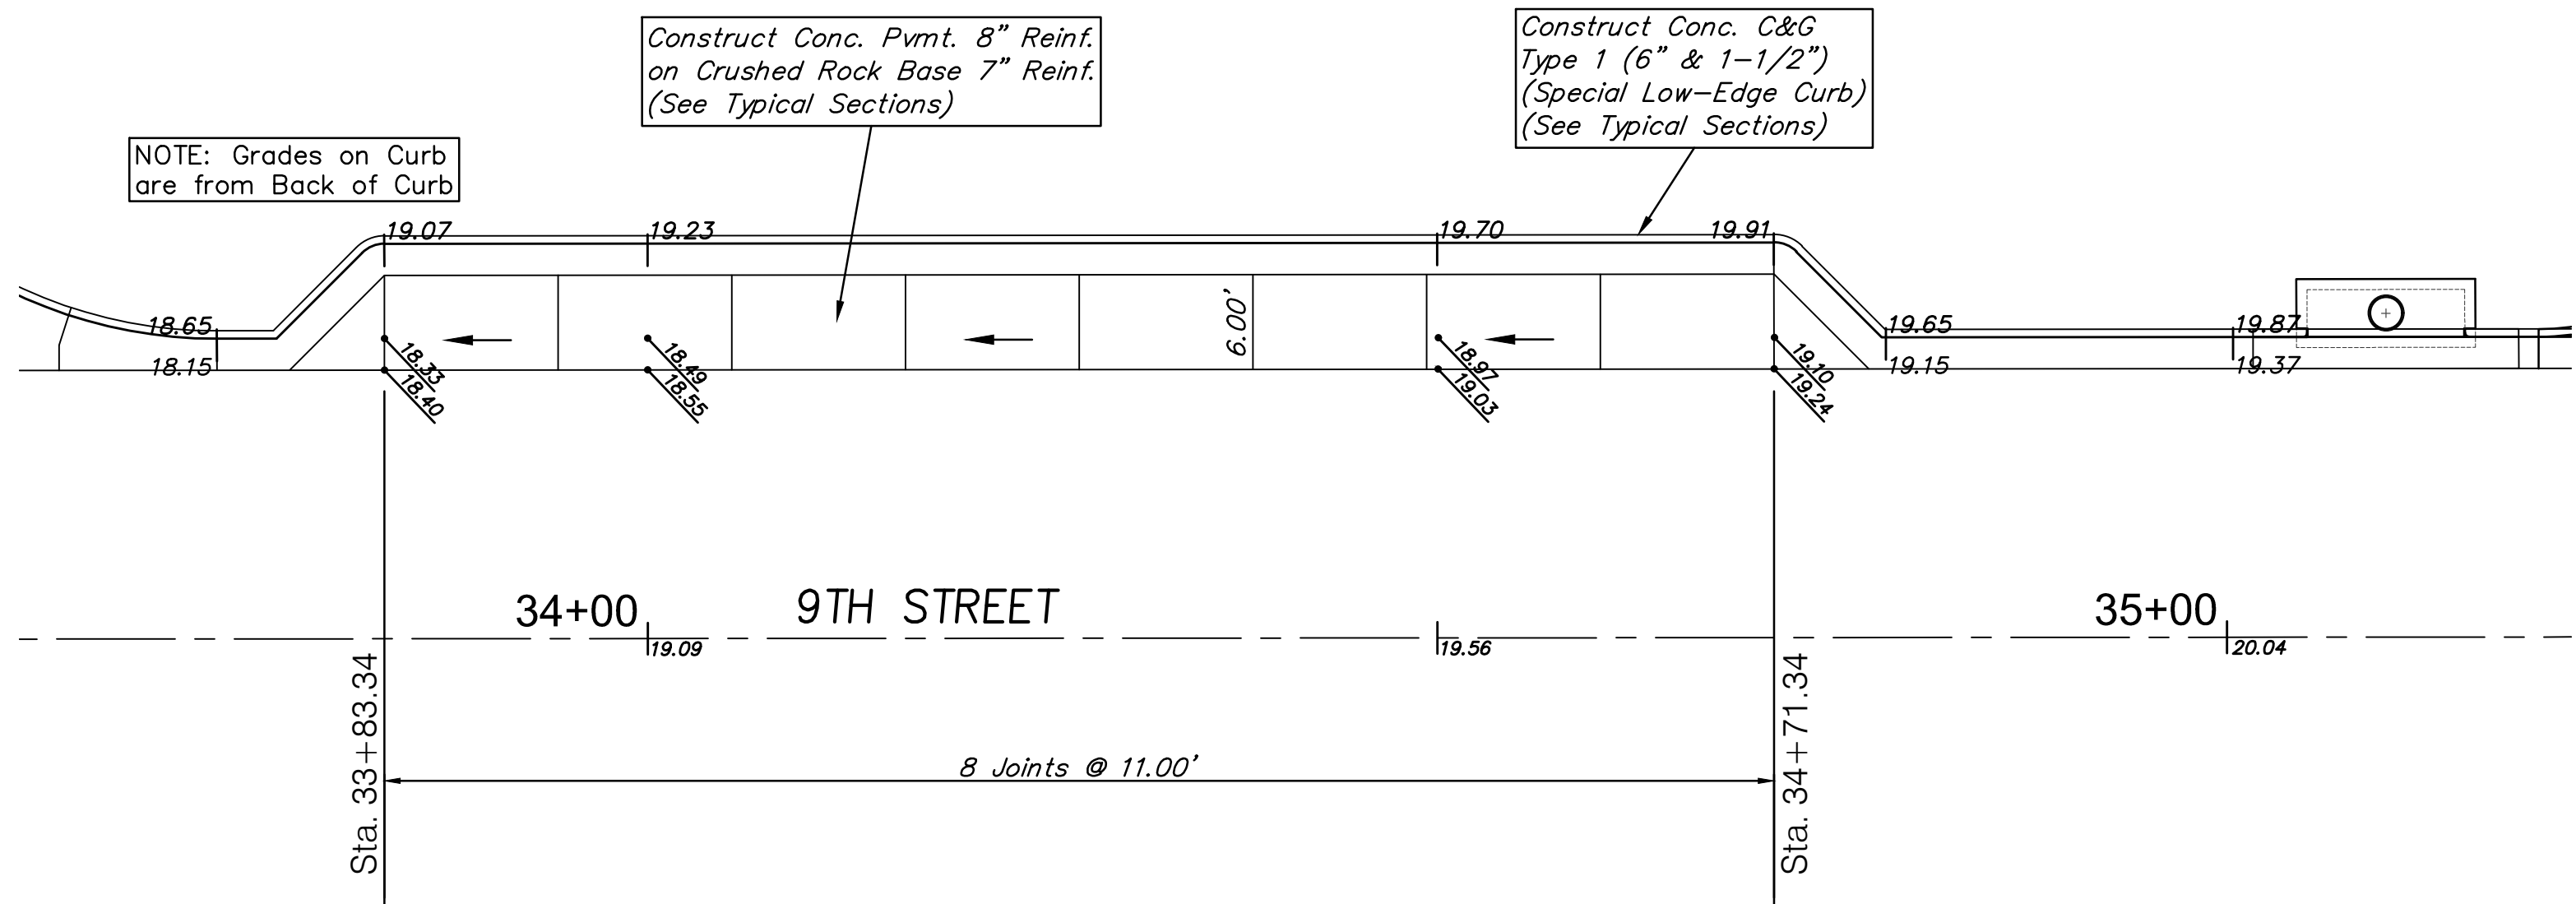 Construct Conc. Pvmt. 8" Reinf.
on Crushed Rock Base 7" Reinf.
(See Typical Sections)
Construct Conc. C&G
Type 1 (6" & 1-1/2")
(Special Low-Edge Curb)
(See Typical Sections)
NOTE: Grades on Curb
are from Back of Curb
19.07
19.23
19.70
19.91
18.65
18.15
19.65
19.15
19.87
19.37
6.00'
18.33
18.40
18.49
18.55
18.97
19.03
19.10
19.24
34+00
9TH STREET
35+00
19.09
19.56
20.04
Sta. 33+83.34
8 Joints @ 11.00'
Sta. 34+71.34